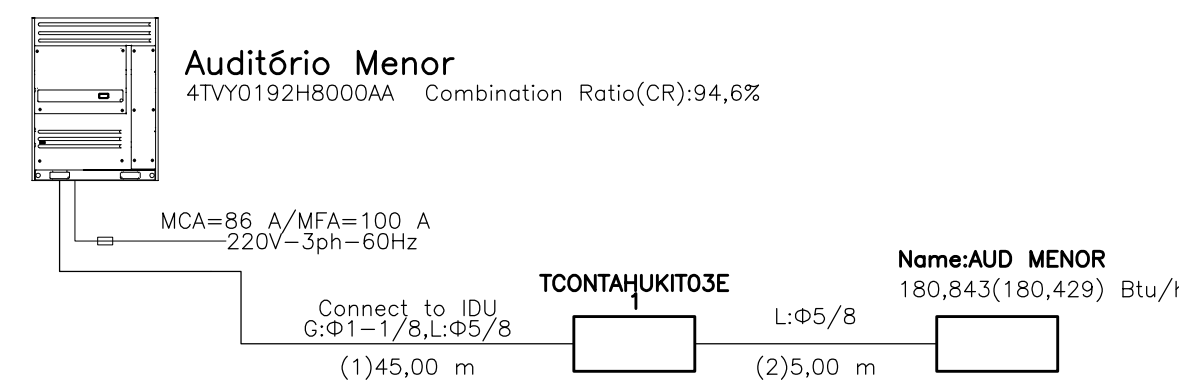 Auditório Menor
4TVY0192H8000AA Combination Ratio(CR):94,6%
MCA=86 A/MFA=100 A
220V-3ph-60Hz
Name:AUD MENOR
180,843(180,429) Btu/h
TCONTAHUKIT03E
1
Connect to IDU
G:Φ1-1/8,L:Φ5/8
L:Φ5/8
(1)45,00 m
(2)5,00 m